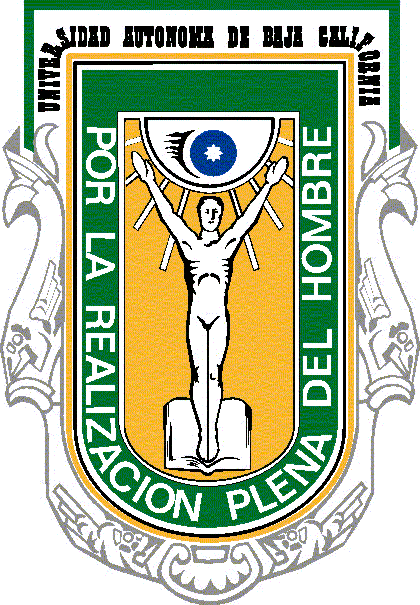 UNIVERSIDAD AUTONOMA DE BAJA CALIFORNIA
POR LA REALIZACION PLENA DEL HOMBRE